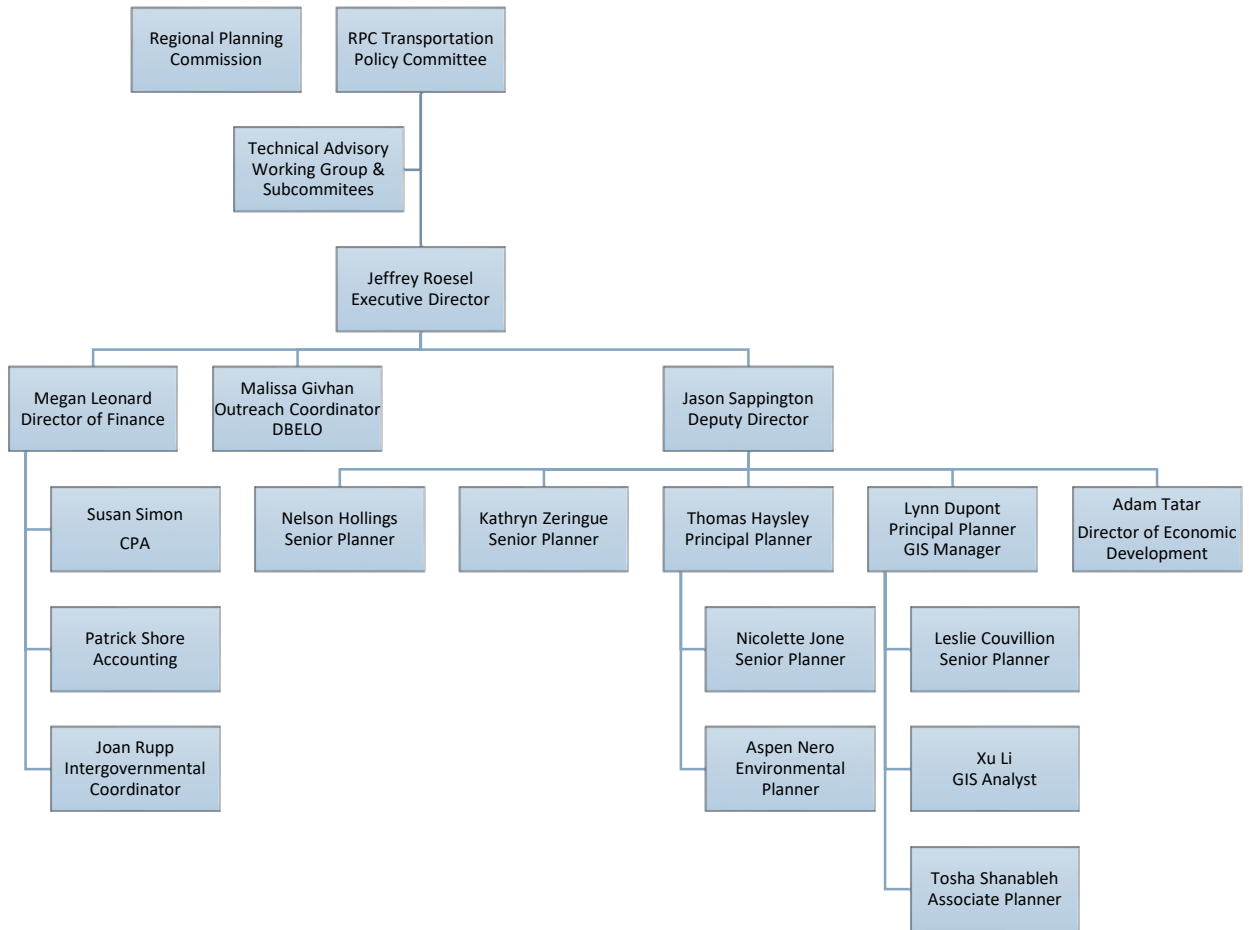 Regional Planning
Commission
RPC Transportation
Policy Committee
Technical Advisory
Working Group &
Subcommitees
Jeffrey Roesel
Executive Director
Megan Leonard
Director of Finance
Malissa Givhan
Outreach Coordinator
DBELO
Jason Sappington
Deputy Director
Susan Simon
CPA
Nelson Hollings
Senior Planner
Kathryn Zeringue
Senior Planner
Thomas Haysley
Principal Planner
Lynn Dupont
Principal Planner
GIS Manager
Adam Tatar
Director of Economic
Development
Patrick Shore
Accounting
Nicolette Jone
Senior Planner
Leslie Couvillion
Senior Planner
Joan Rupp
Intergovernmental
Coordinator
Aspen Nero
Environmental
Planner
Xu Li
GIS Analyst
Tosha Shanableh
Associate Planner